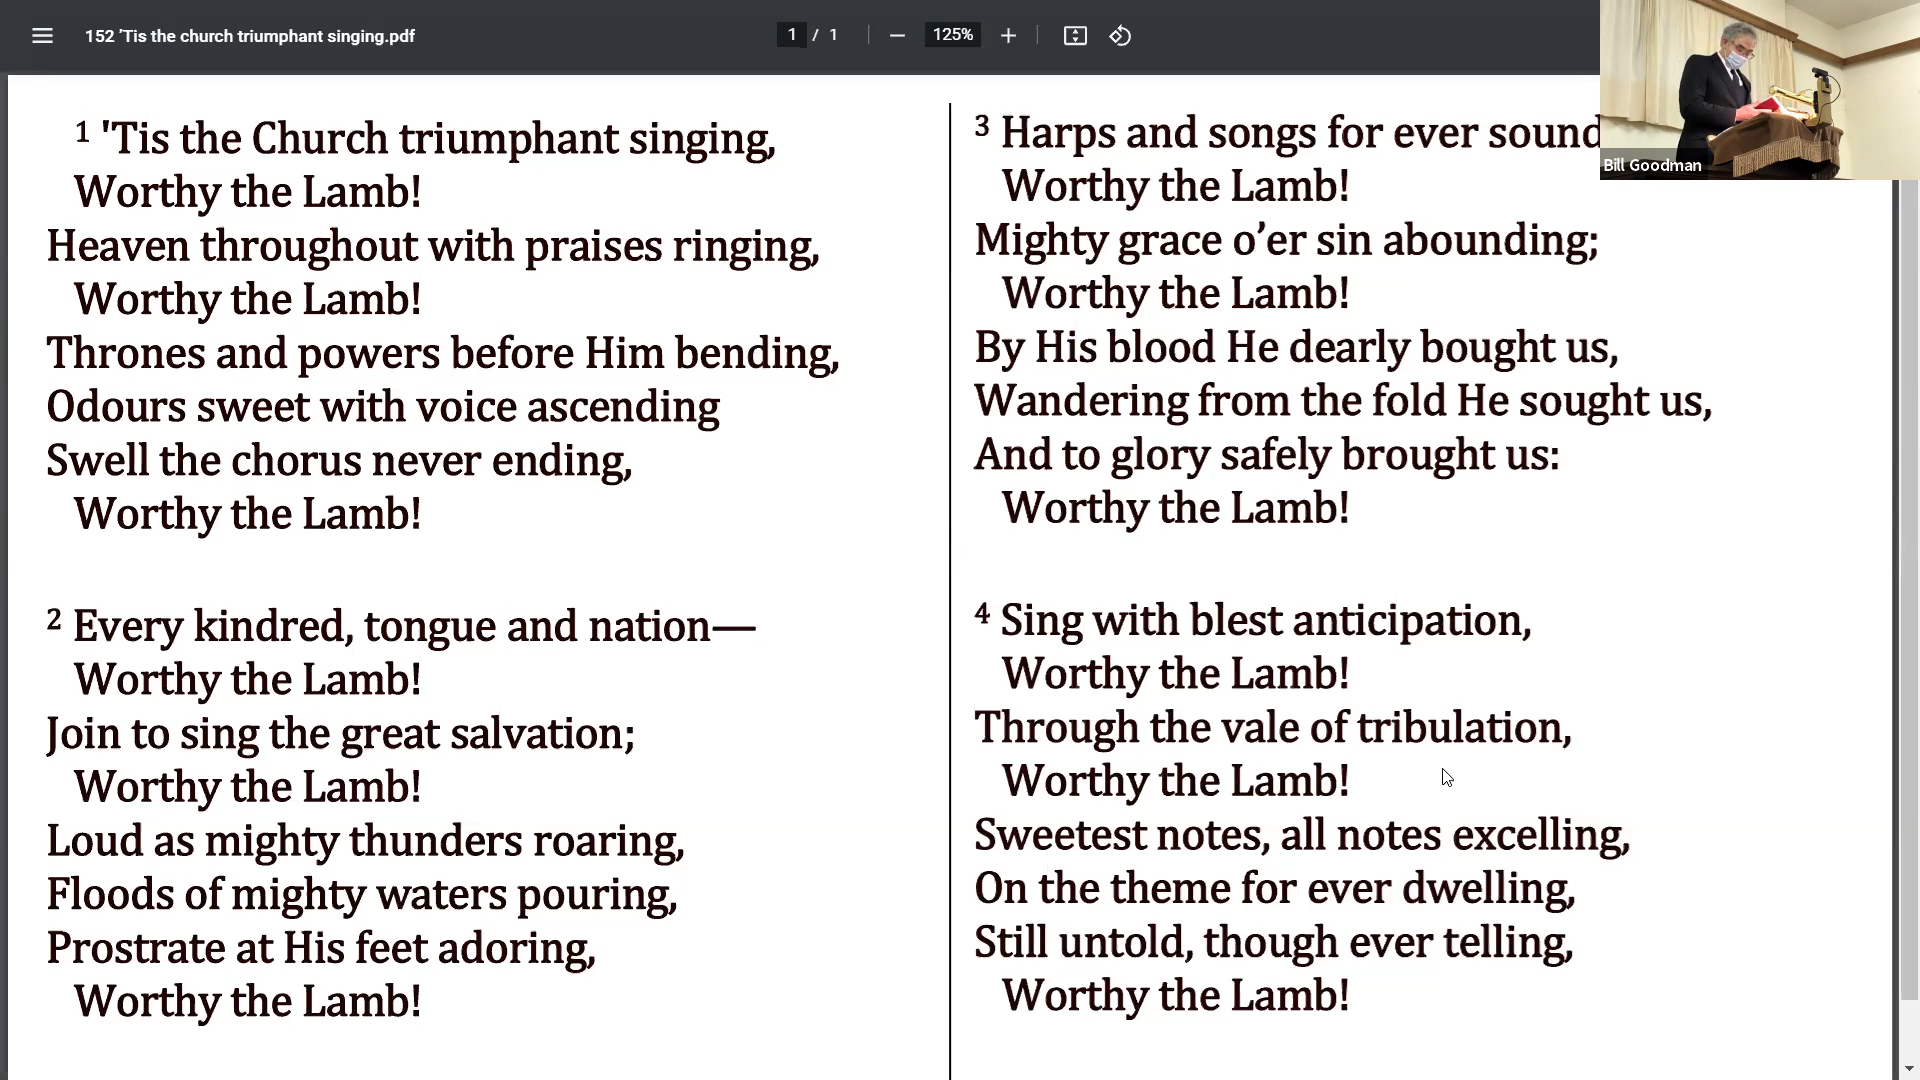 152 ’Tis the church triumphant singing.pdf
1 / 1
125%
Bill Goodman
1 'Tis the Church triumphant singing,
Worthy the Lamb!
Heaven throughout with praises ringing,
Worthy the Lamb!
Thrones and powers before Him bending,
Odours sweet with voice ascending
Swell the chorus never ending,
Worthy the Lamb!
2 Every kindred, tongue and nation—
Worthy the Lamb!
Join to sing the great salvation;
Worthy the Lamb!
Loud as mighty thunders roaring,
Floods of mighty waters pouring,
Prostrate at His feet adoring,
Worthy the Lamb!
3 Harps and songs for ever sound
Worthy the Lamb!
Mighty grace o’er sin abounding;
Worthy the Lamb!
By His blood He dearly bought us,
Wandering from the fold He sought us,
And to glory safely brought us:
Worthy the Lamb!
4 Sing with blest anticipation,
Worthy the Lamb!
Through the vale of tribulation,
Worthy the Lamb!
Sweetest notes, all notes excelling,
On the theme for ever dwelling,
Still untold, though ever telling,
Worthy the Lamb!